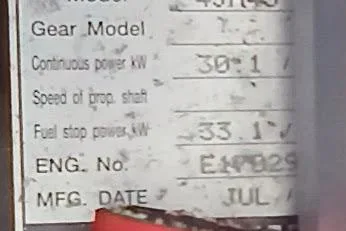 Model
Gear Model
Continuous power kW 30.1
Speed of prop. shaft
Fuel stop power, kW 33.1
ENG. No.
MFG. DATE JUL